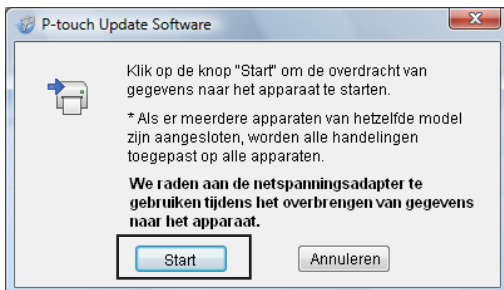 P-touch Update Software
Klik op de knop "Start" om de overdracht van
gegevens naar het apparaat te starten.
* Als er meerdere apparaten van hetzelfde model
zijn aangesloten, worden alle handelingen
toegepast op alle apparaten.
We raden aan de netspanningsadapter te
gebruiken tijdens het overbrengen van gegevens
naar het apparaat.
Start Annuleren